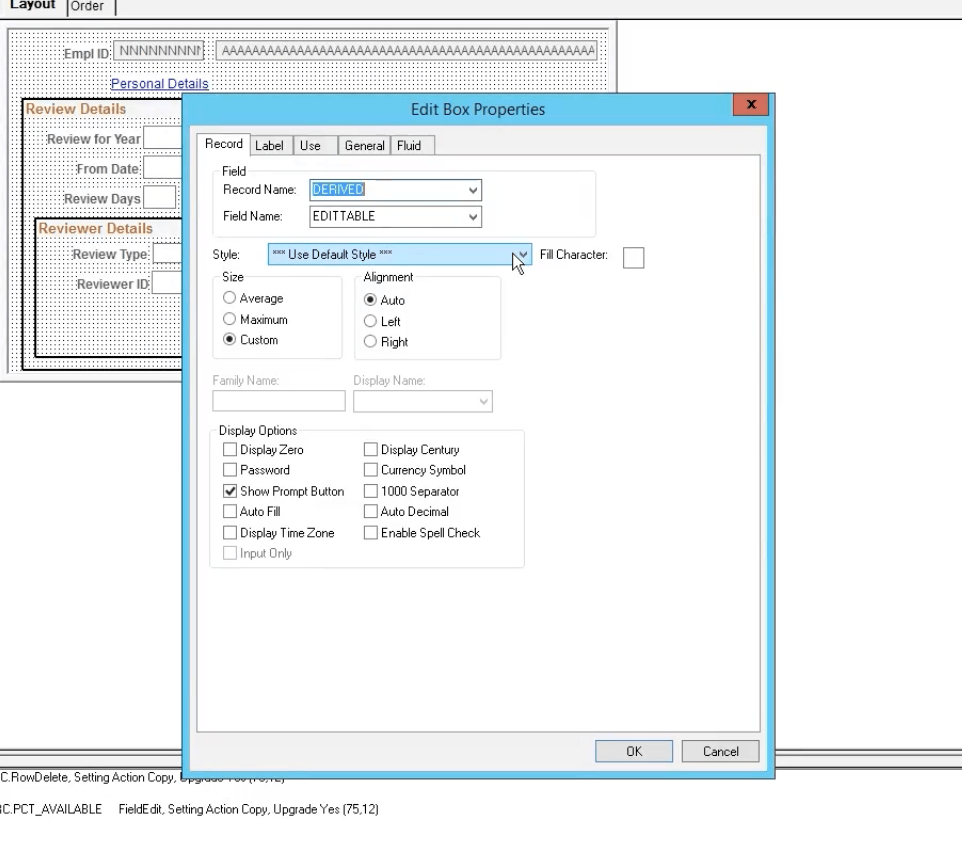 Layout Order
Empl ID: NNNNNNNNN AAAAAAAAAAAAAAAAAAAAAAAAAAAAAAAAAAAAAAAAAAAAAAAAAA
Personal Details
Review Details
Review for Year
From Date:
Review Days
Reviewer Details
Review Type:
Reviewer ID:
Edit Box Properties
x
Record Label Use General Fluid
Field
Record Name: DERIVED
Field Name: EDITTABLE
Style: *** Use Default Style *** Fill Character:
Size Alignment
Average Auto
Maximum Left
Custom Right
Family Name: Display Name:
Display Options
Display Zero Display Century
Password Currency Symbol
Show Prompt Button 1000 Separator
Auto Fill Auto Decimal
Display Time Zone Enable Spell Check
Input Only
OK Cancel
C.RowDelete, Setting Action Copy, Upgrade Yes (75,12)
C.PCT_AVAILABLE FieldEdit, Setting Action Copy, Upgrade Yes (75,12)